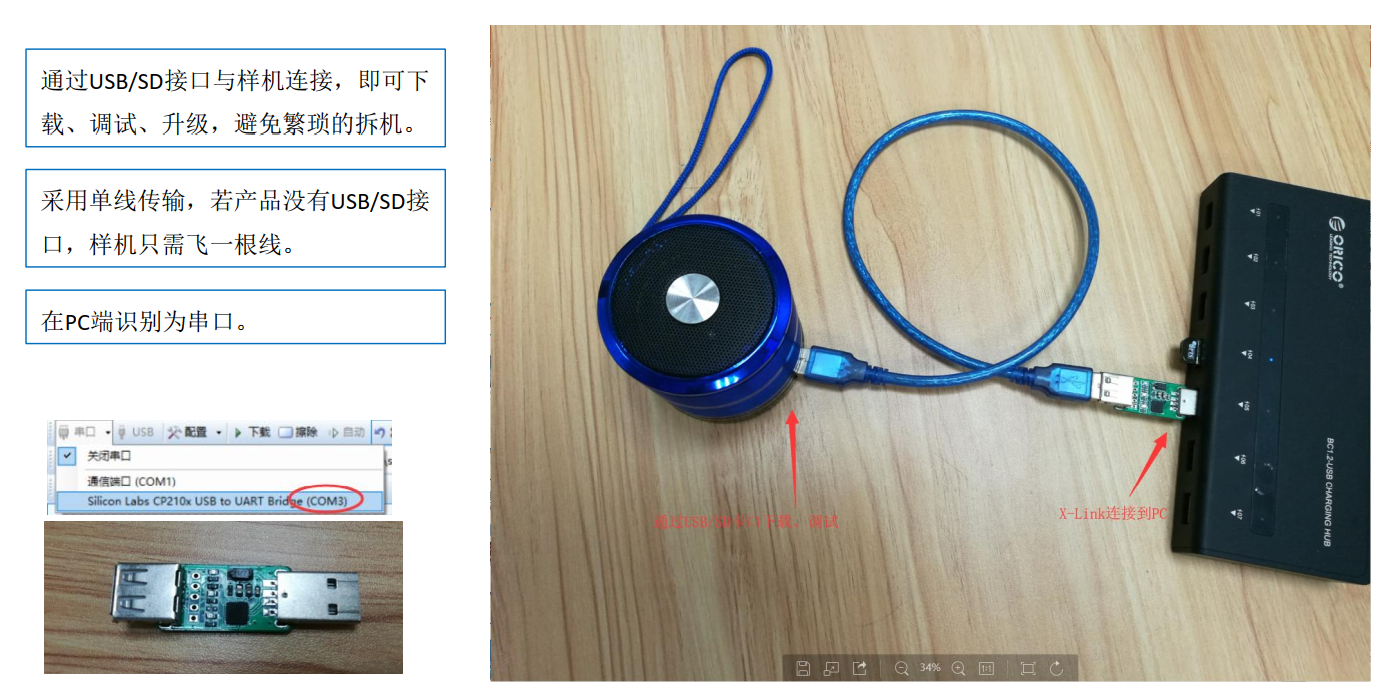 通过USB/SD接口与样机连接，即可下
载、调试、升级，避免繁琐的拆机。
采用单线传输，若产品没有USB/SD接
口，样机只需飞一根线。
在PC端识别为串口。
串口 USB 配置 下载 擦除 自动
关闭串口
通信端口 (COM1)
Silicon Labs CP210x USB to UART Bridge (COM3)
通过USB/SD串口下载、调试
X-Link连接到PC
ORICO
BC1.2-USB CHARGING HUB
34%
1:1